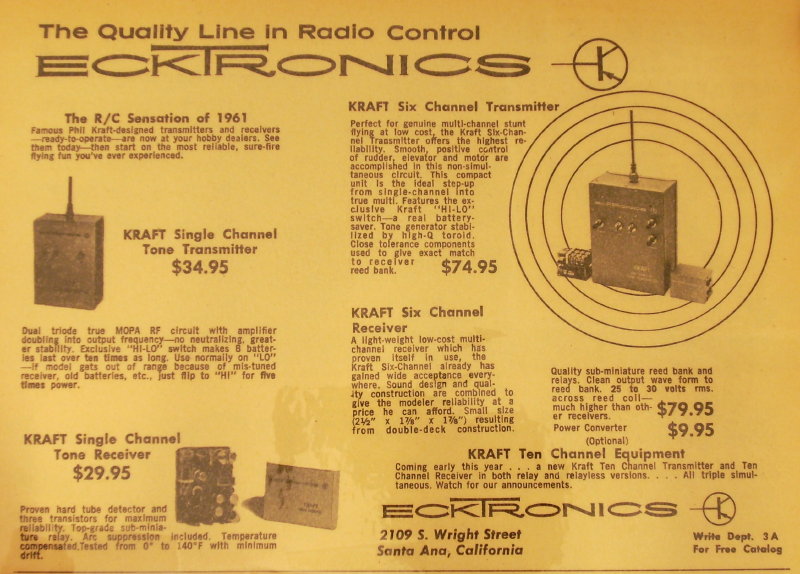 The Quality Line in Radio Control
ECKTRONICS
The R/C Sensation of 1961
Famous Phil Kraft-designed transmitters and receivers
—ready-to-operate—are now at your hobby dealers. See
them today—then start on the most reliable, sure-fire
flying fun you've ever experienced.
KRAFT Single Channel
Tone Transmitter
$34.95
Dual triode true MOPA RF circuit with amplifier
doubling into output frequency—no neutralizing, great-
er stability. Exclusive "HI-LO" switch makes 8 batter-
ies last over ten times as long. Use normally on "LO"
—if model gets out of range because of mis-tuned
receiver, old batteries, etc., just flip to "HI" for five
times power.
KRAFT Single Channel
Tone Receiver
$29.95
Proven hard tube detector and
three transistors for maximum
reliability. Top-grade sub-minia-
ture relay. Arc suppression included. Temperature
compensated.Tested from 0° to 140°F with minimum
drift.
KRAFT Six Channel Transmitter
Perfect for genuine multi-channel stunt
flying at low cost, the Kraft Six-Chan-
nel Transmitter offers the highest re-
liability. Smooth, positive control
of rudder, elevator and motor are
accomplished in this non-simul-
taneous circuit. This compact
unit is the ideal step-up
from single-channel into
true multi. Features the ex-
clusive Kraft "HI-LO"
switch—a real battery-
saver. Tone generator stabi-
lized by high-Q toroid.
Close tolerance components
used to give exact match
to receiver
reed bank.
$74.95
KRAFT
KRAFT Six Channel
Receiver
A light-weight low-cost multi-
channel receiver which has
proven itself in use, the
Kraft Six-Channel already has
gained wide acceptance every-
where. Sound design and qual-
ity construction are combined to
give the modeler reliability at a
price he can afford. Small size
(2½" x 1⅞" x 1⅞") resulting
from double-deck construction.
Quality sub-miniature reed bank and
relays. Clean output wave form to
reed bank. 25 to 30 volts rms.
across reed coil—
much higher than oth-
er receivers.
$79.95
Power Converter
(Optional)
$9.95
KRAFT Ten Channel Equipment
Coming early this year . . . a new Kraft Ten Channel Transmitter and Ten
Channel Receiver in both relay and relayless versions. . . . All triple simul-
taneous. Watch for our announcements.
ECKTRONICS
2109 S. Wright Street
Santa Ana, California
Write Dept. 3A
For Free Catalog